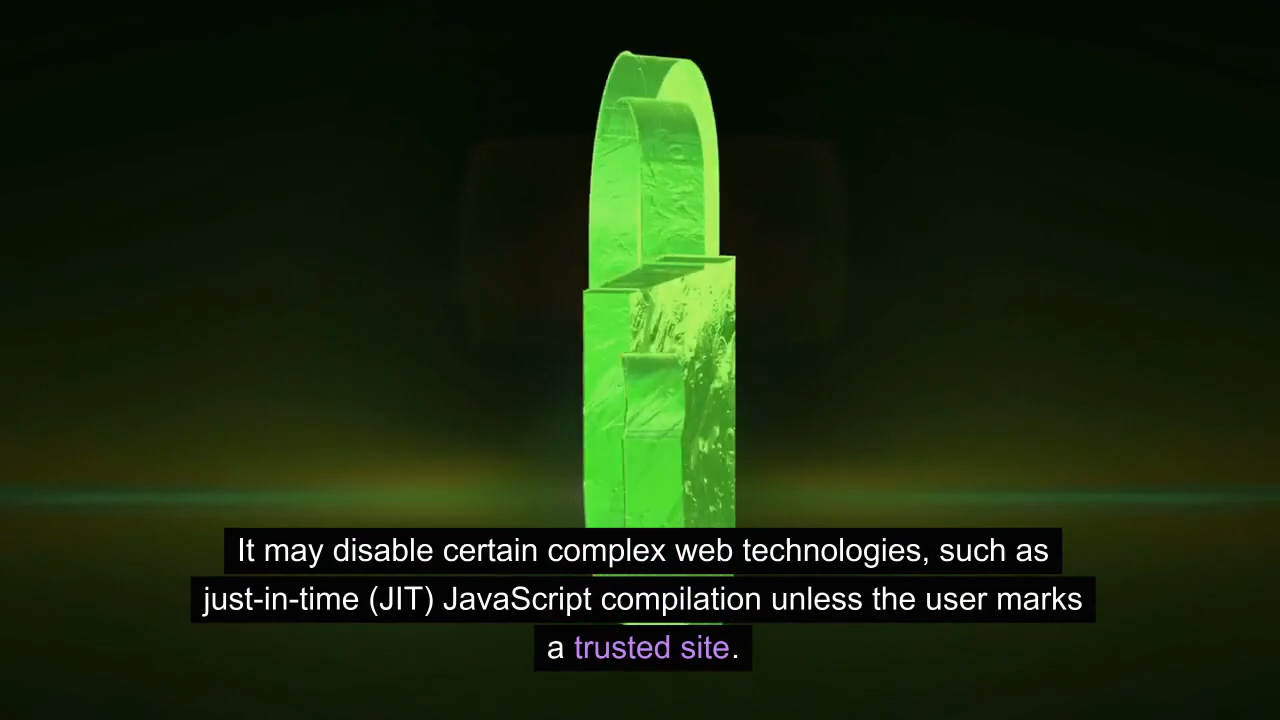 It may disable certain complex web technologies, such as
just-in-time (JIT) JavaScript compilation unless the user marks
a trusted site.